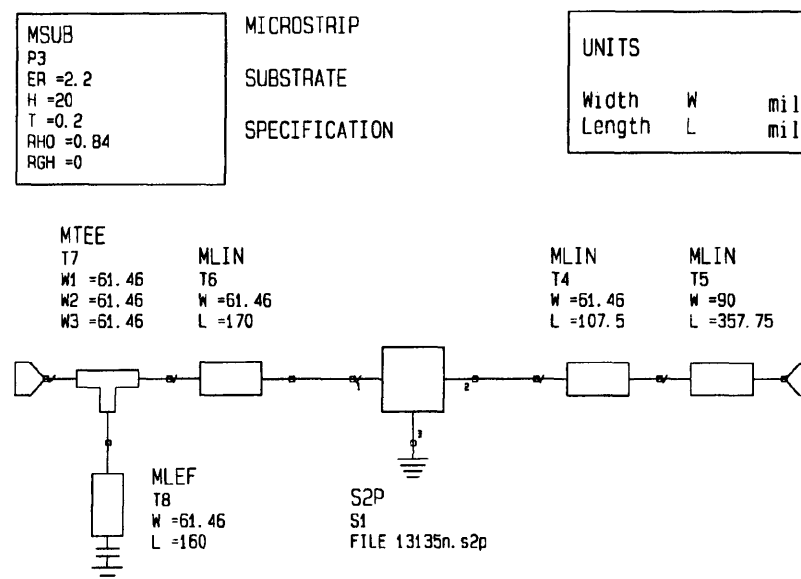 MSUB
P3
ER =2.2
H =20
T =0.2
RHO =0.84
RGH =0
MICROSTRIP
SUBSTRATE
SPECIFICATION
UNITS
Width W mil
Length L mil
MTEE
T7
W1 =61.46
W2 =61.46
W3 =61.46
MLIN
T6
W =61.46
L =170
MLIN
T4
W =61.46
L =107.5
MLIN
T5
W =90
L =357.75
1
2
3
MLEF
T8
W =61.46
L =160
S2P
S1
FILE 13135n.s2p